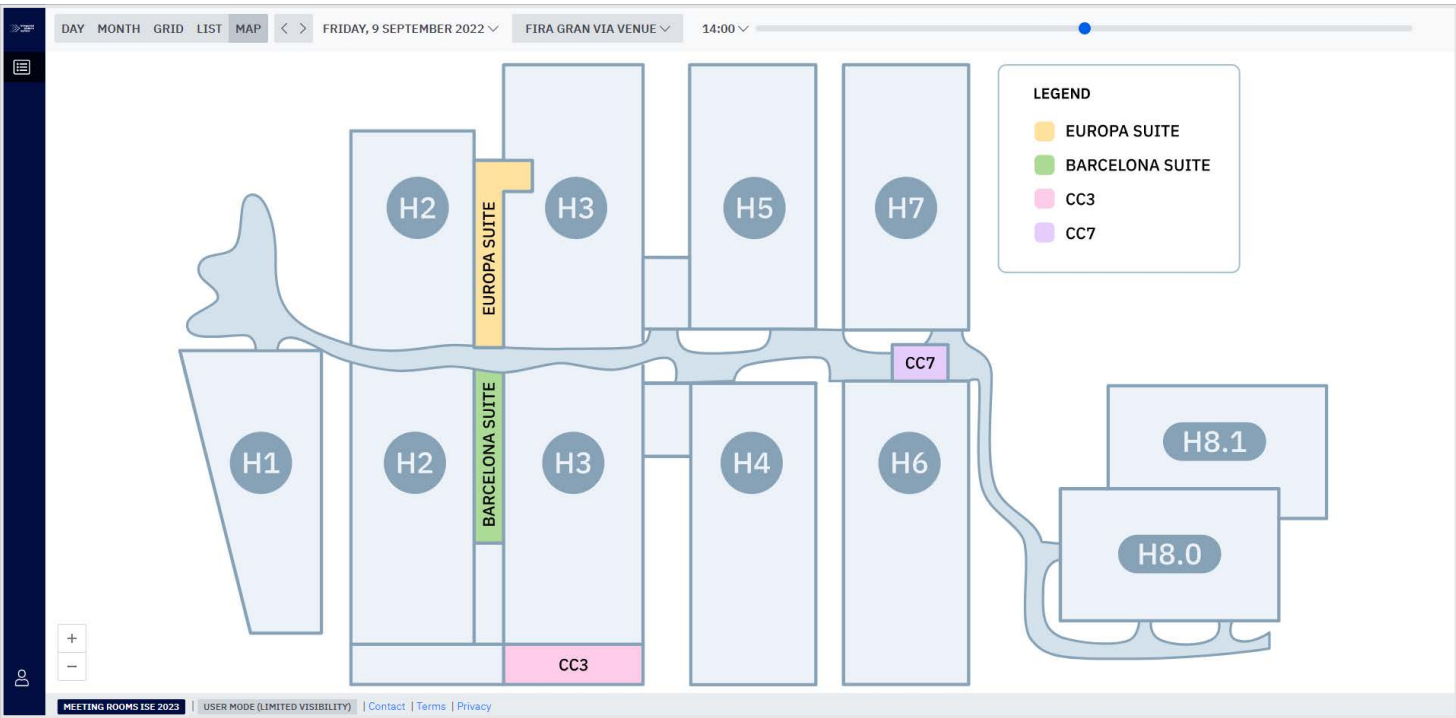 DAY MONTH GRID LIST MAP < > FRIDAY, 9 SEPTEMBER 2022 FIRA GRAN VIA VENUE 14:00
LEGEND
EUROPA SUITE
BARCELONA SUITE
CC3
CC7
H2
EUROPA SUITE
H3
H5
H7
CC7
H1
H2
BARCELONA SUITE
H3
H4
H6
H8.1
H8.0
CC3
+
−
MEETING ROOMS ISE 2023 | USER MODE (LIMITED VISIBILITY) | Contact | Terms | Privacy